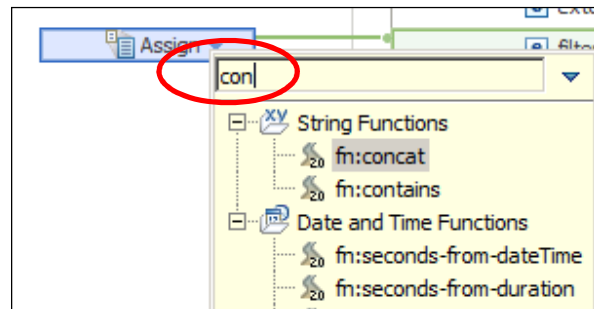 Assign
con
String Functions
fn:concat
fn:contains
Date and Time Functions
fn:seconds-from-dateTime
fn:seconds-from-duration